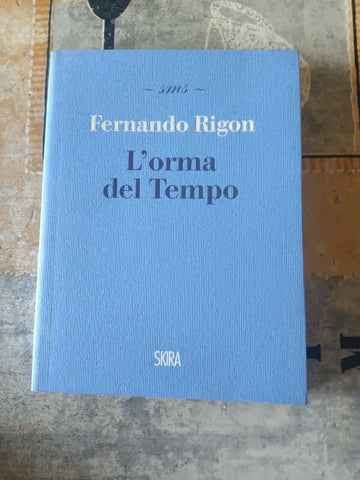 ~ sms ~
Fernando Rigon
L'orma
del Tempo
SKIRA